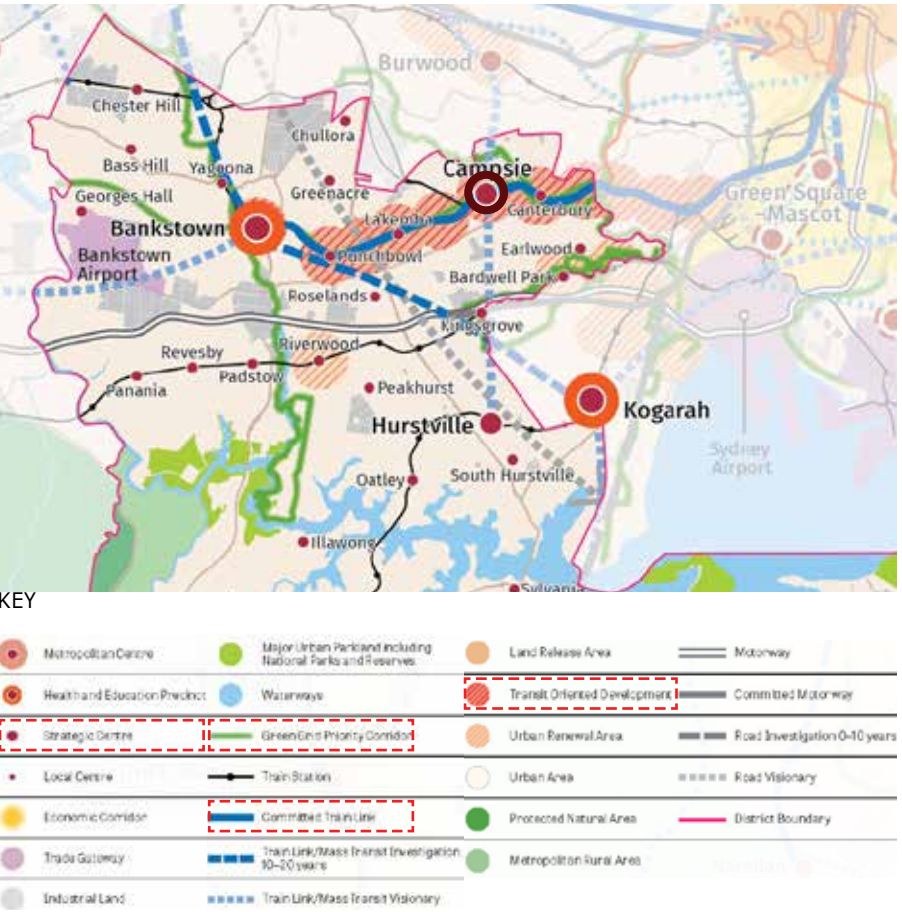 Burwood
Chester Hill
Chullora
Bass Hill
Yagoona
Campsie
Georges Hall
Greenacre
Green Square
-Mascot
Lakemba
Canterbury
Bankstown
Earlwood
Bankstown
Airport
Punchbowl
Bardwell Park
Roselands
Kingsgrove
Riverwood
Revesby
Padstow
Panania
Peakhurst
Kogarah
Hurstville
Sydney
Airport
South Hurstville
Oatley
Illawong
Sylvania
KEY
Metropolitan Centre
Health and Education Precinct
Strategic Centre
Local Centre
Economic Corridor
Trade Gateway
Industrial Land
Major Urban Parkland including
National Parks and Reserves
Waterways
Green Grid Priority Corridor
Train Station
Committed Train Link
Train Link/Mass Transit Investigation
10–20 years
Train Link/Mass Transit Visionary
Land Release Area
Transit Oriented Development
Urban Renewal Area
Urban Area
Protected Natural Area
Metropolitan Rural Area
Motorway
Committed Motorway
Road Investigation 0–10 years
Road Visionary
District Boundary